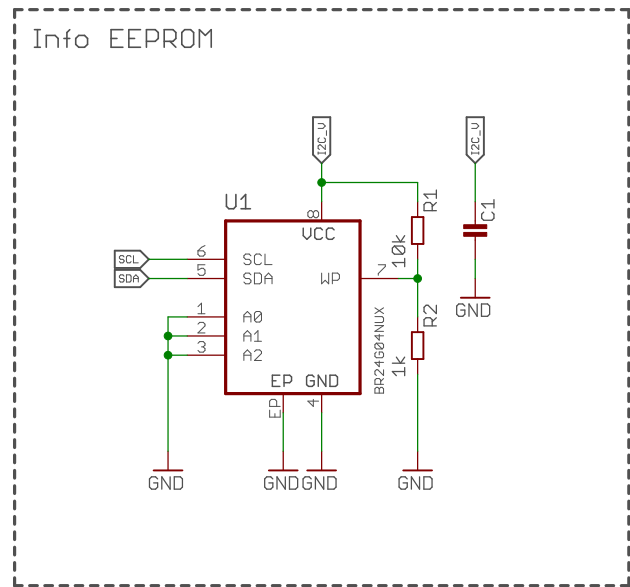 Info EEPROM
I2C_V
I2C_V
U1
8
VCC
R1
10k
C1
SCL
6
SCL
SDA
5
SDA
WP
7
GND
1
A0
2
A1
3
A2
R2
1k
BR24G04NUX
EP GND
EP
4
GND
GND
GND
GND